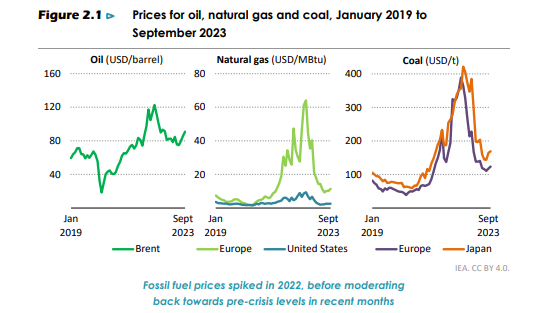 Figure 2.1 ▷ Prices for oil, natural gas and coal, January 2019 to
September 2023
Oil (USD/barrel)
160
120
80
40
Jan
2019
Sept
2023
Brent
Natural gas (USD/MBtu)
80
60
40
20
Jan
2019
Sept
2023
Europe
United States
Coal (USD/t)
400
300
200
100
Jan
2019
Sept
2023
Europe
Japan
IEA. CC BY 4.0.
Fossil fuel prices spiked in 2022, before moderating
back towards pre-crisis levels in recent months